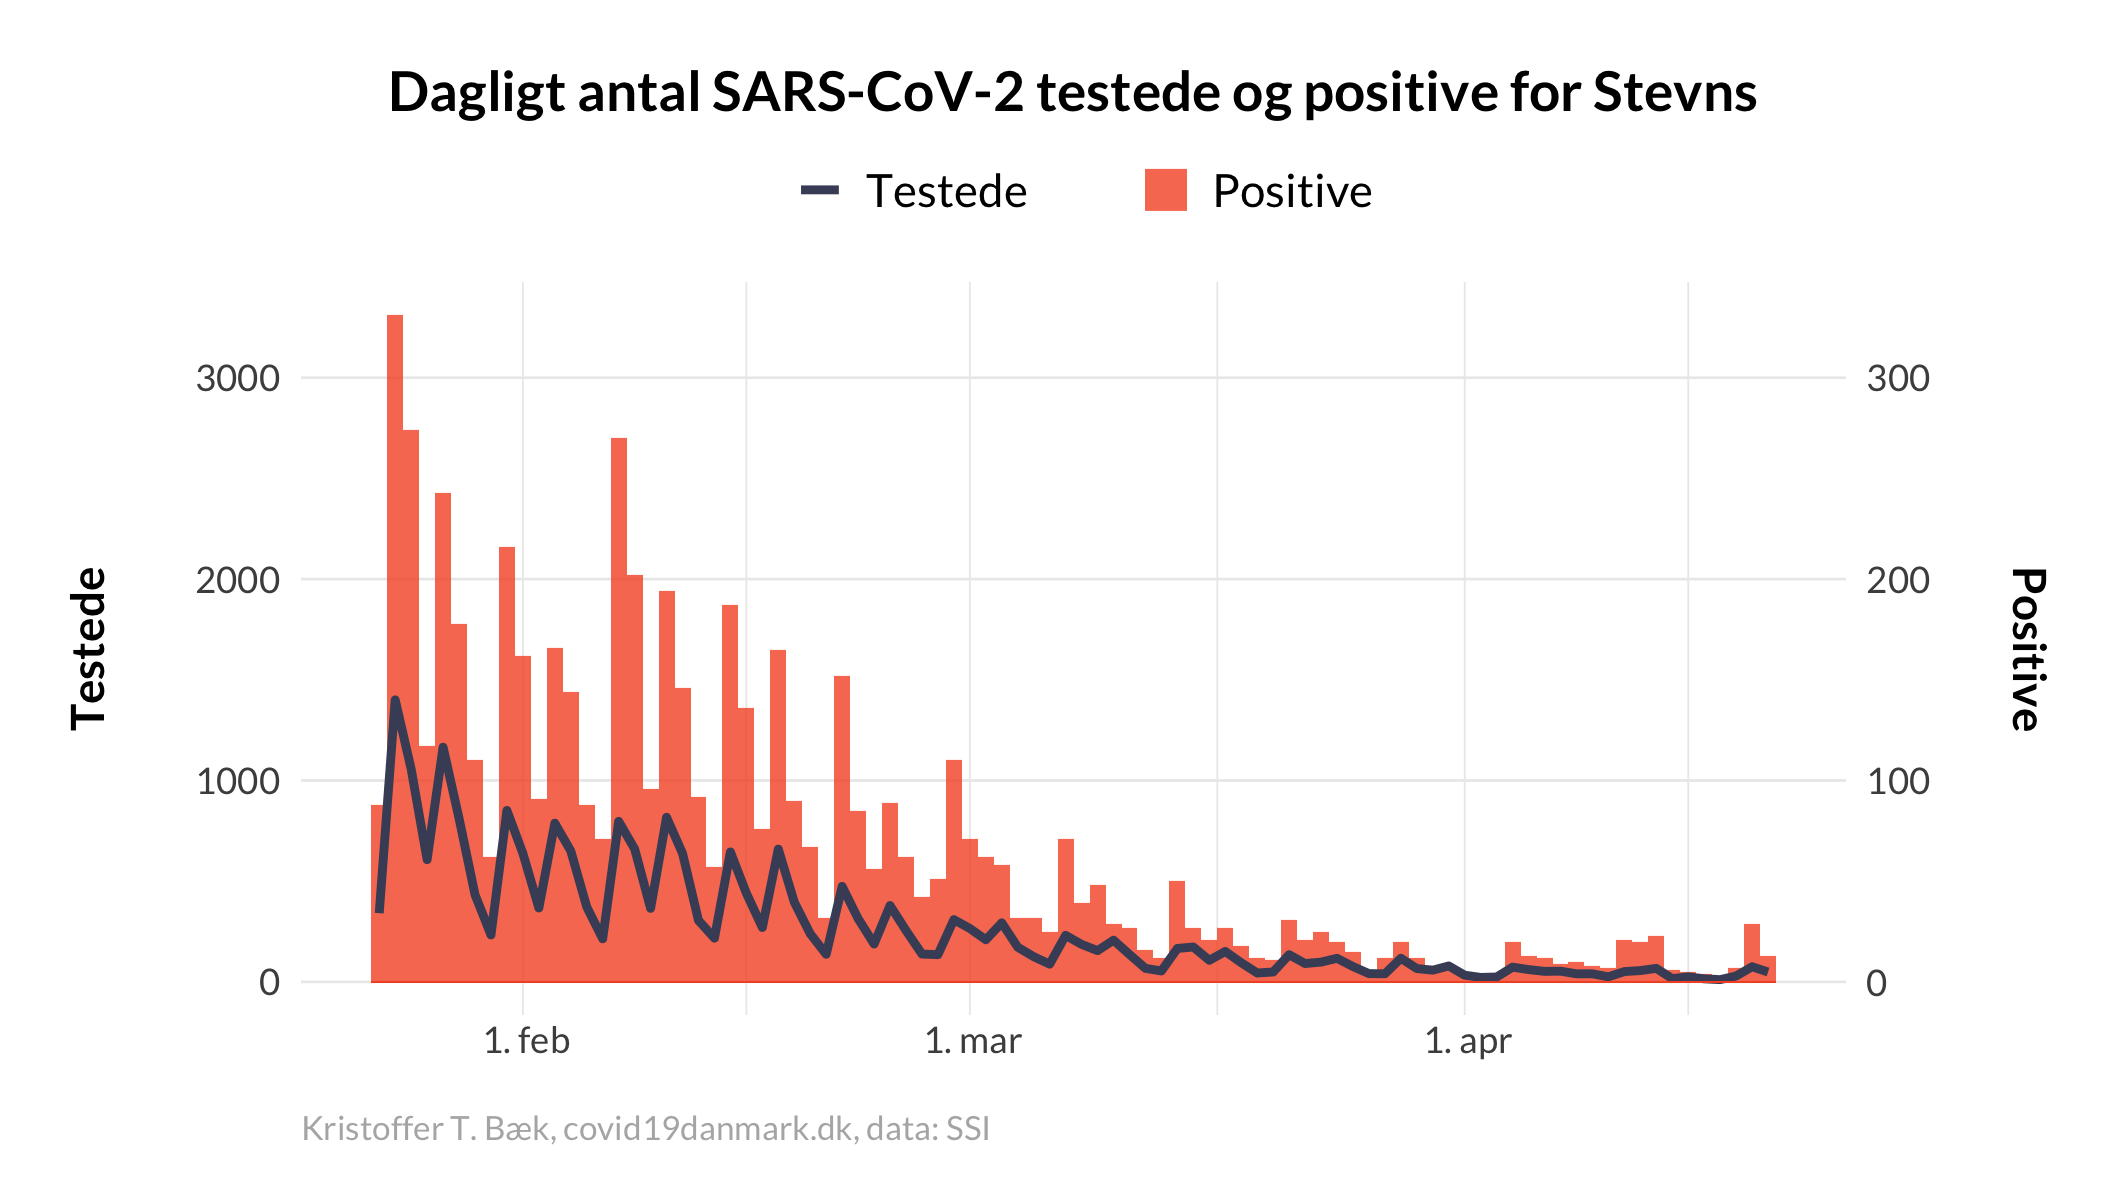 Dagligt antal SARS-CoV-2 testede og positive for Stevns
Testede
Positive
3000
2000
1000
0
300
200
100
0
Testede
Positive
1. feb
1. mar
1. apr
Kristoffer T. Bæk, covid19danmark.dk, data: SSI